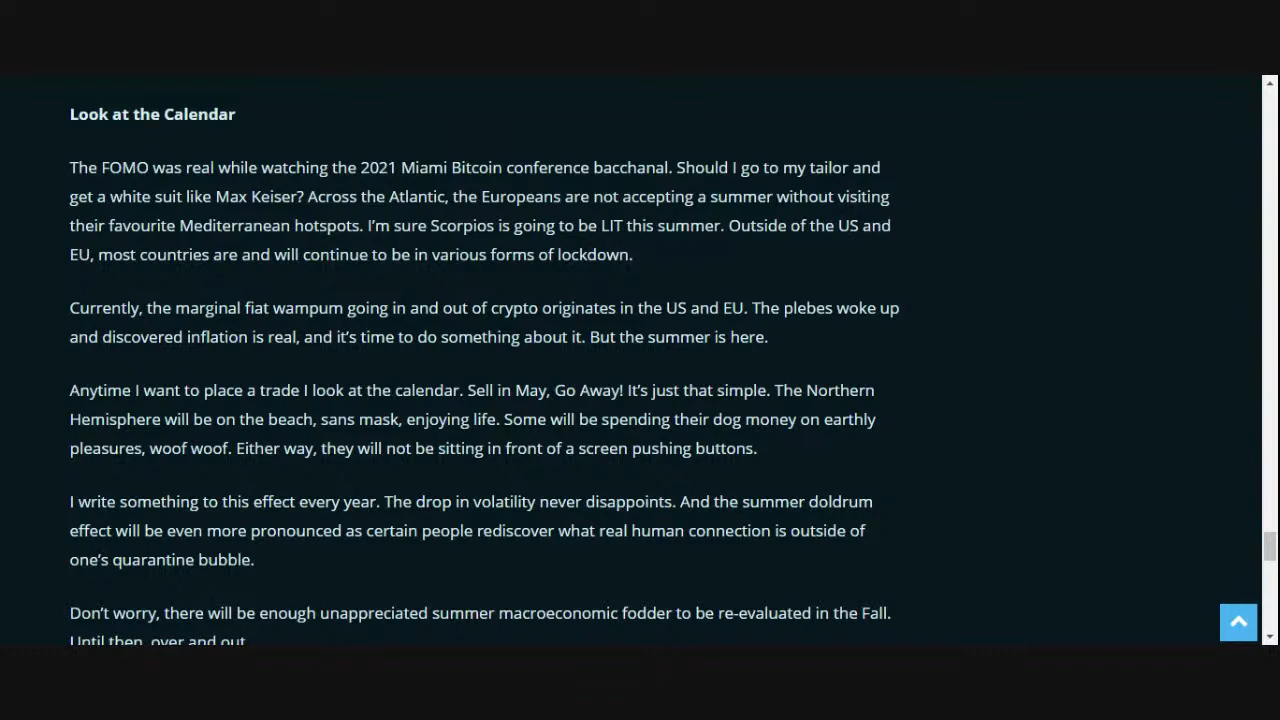 Look at the Calendar
The FOMO was real while watching the 2021 Miami Bitcoin conference bacchanal. Should I go to my tailor and
get a white suit like Max Keiser? Across the Atlantic, the Europeans are not accepting a summer without visiting
their favourite Mediterranean hotspots. I’m sure Scorpios is going to be LIT this summer. Outside of the US and
EU, most countries are and will continue to be in various forms of lockdown.
Currently, the marginal fiat wampum going in and out of crypto originates in the US and EU. The plebes woke up
and discovered inflation is real, and it’s time to do something about it. But the summer is here.
Anytime I want to place a trade I look at the calendar. Sell in May, Go Away! It’s just that simple. The Northern
Hemisphere will be on the beach, sans mask, enjoying life. Some will be spending their dog money on earthly
pleasures, woof woof. Either way, they will not be sitting in front of a screen pushing buttons.
I write something to this effect every year. The drop in volatility never disappoints. And the summer doldrum
effect will be even more pronounced as certain people rediscover what real human connection is outside of
one’s quarantine bubble.
Don’t worry, there will be enough unappreciated summer macroeconomic fodder to be re-evaluated in the Fall.
Until then, over and out